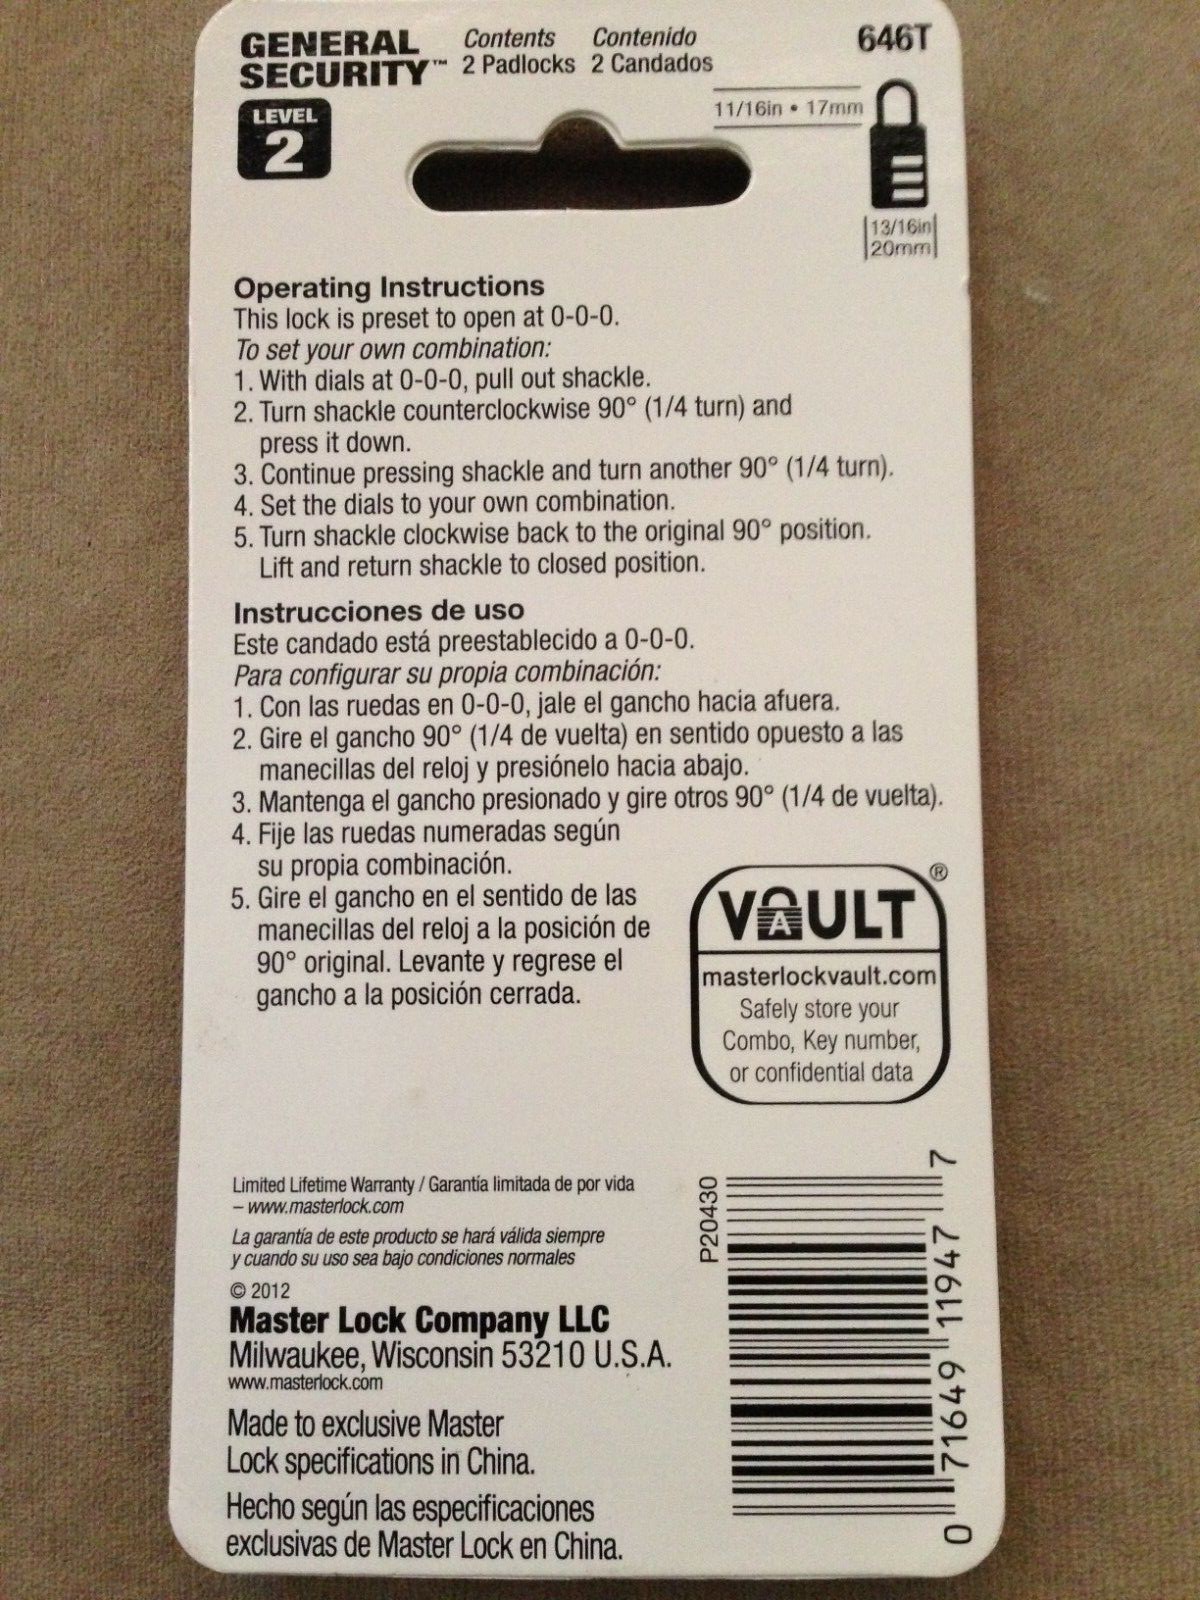 GENERAL
SECURITY™
LEVEL
2
Contents Contenido
2 Padlocks 2 Candados
646T
11/16in • 17mm
13/16in
20mm
Operating Instructions
This lock is preset to open at 0-0-0.
To set your own combination:
1. With dials at 0-0-0, pull out shackle.
2. Turn shackle counterclockwise 90° (1/4 turn) and
press it down.
3. Continue pressing shackle and turn another 90° (1/4 turn).
4. Set the dials to your own combination.
5. Turn shackle clockwise back to the original 90° position.
Lift and return shackle to closed position.
Instrucciones de uso
Este candado está preestablecido a 0-0-0.
Para configurar su propia combinación:
1. Con las ruedas en 0-0-0, jale el gancho hacia afuera.
2. Gire el gancho 90° (1/4 de vuelta) en sentido opuesto a las
manecillas del reloj y presiónelo hacia abajo.
3. Mantenga el gancho presionado y gire otros 90° (1/4 de vuelta).
4. Fije las ruedas numeradas según
su propia combinación.
5. Gire el gancho en el sentido de las
manecillas del reloj a la posición de
90° original. Levante y regrese el
gancho a la posición cerrada.
VAULT®
masterlockvault.com
Safely store your
Combo, Key number,
or confidential data
Limited Lifetime Warranty / Garantía limitada de por vida
– www.masterlock.com
La garantía de este producto se hará válida siempre
y cuando su uso sea bajo condiciones normales
© 2012
Master Lock Company LLC
Milwaukee, Wisconsin 53210 U.S.A.
www.masterlock.com
Made to exclusive Master
Lock specifications in China.
Hecho según las especificaciones
exclusivas de Master Lock en China.
P20430
0 71649 11947 7